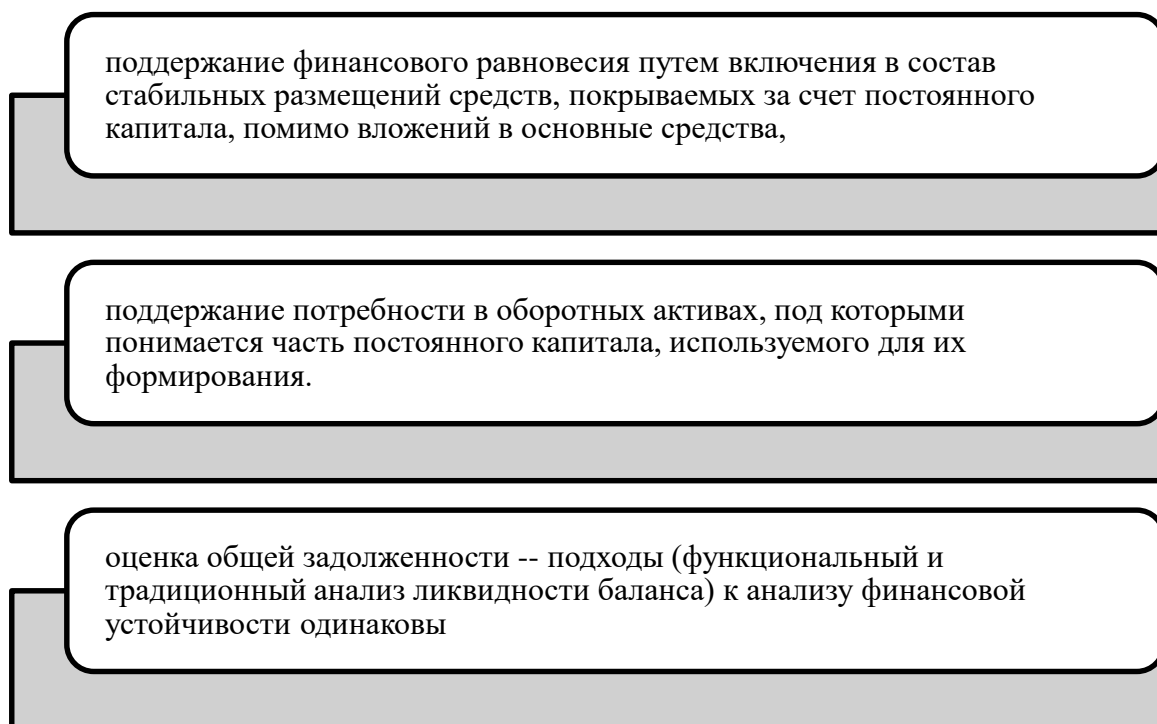 поддержание финансового равновесия путем включения в состав
стабильных размещений средств, покрываемых за счет постоянного
капитала, помимо вложений в основные средства,
поддержание потребности в оборотных активах, под которыми
понимается часть постоянного капитала, используемого для их
формирования.
оценка общей задолженности -- подходы (функциональный и
традиционный анализ ликвидности баланса) к анализу финансовой
устойчивости одинаковы